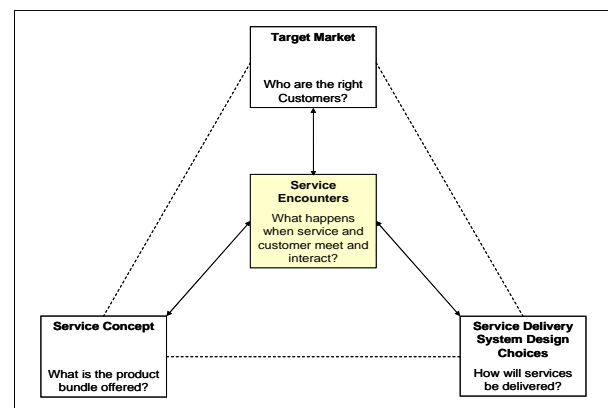 Target Market
Who are the right
Customers?
Service
Encounters
What happens
when service and
customer meet and
interact?
Service Concept
What is the product
bundle offered?
Service Delivery
System Design
Choices
How will services
be delivered?